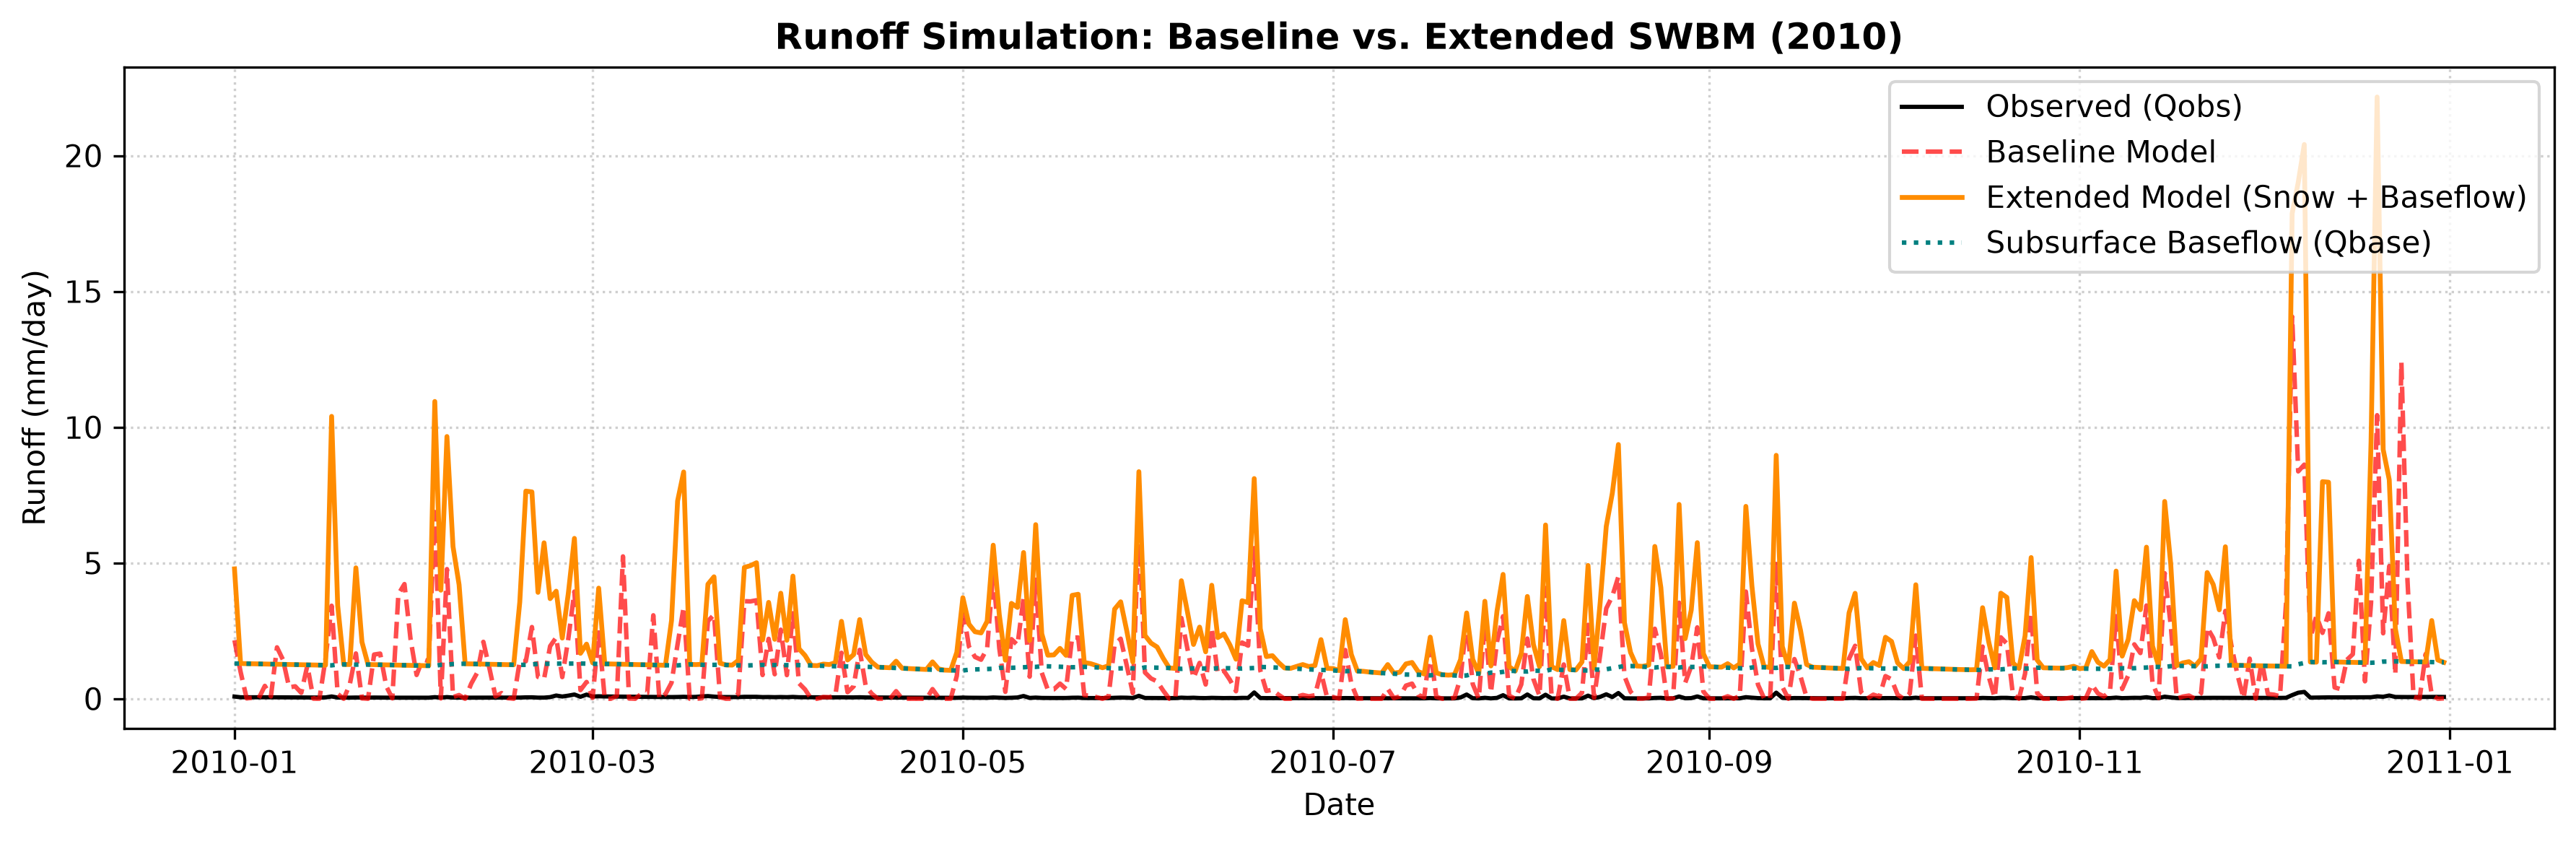 Runoff Simulation: Baseline vs. Extended SWBM (2010)
Observed (Qobs)
Baseline Model
Extended Model (Snow + Baseflow)
Subsurface Baseflow (Qbase)
Runoff (mm/day)
20
15
10
5
0
2010-01 2010-03 2010-05 2010-07 2010-09 2010-11 2011-01
Date